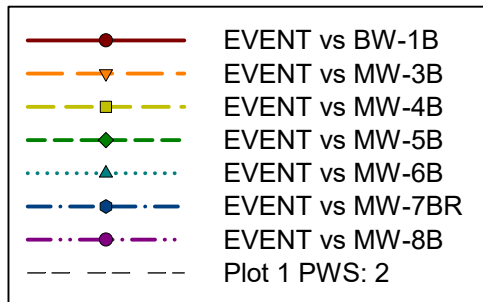 EVENT vs BW-1B
EVENT vs MW-3B
EVENT vs MW-4B
EVENT vs MW-5B
EVENT vs MW-6B
EVENT vs MW-7BR
EVENT vs MW-8B
Plot 1 PWS: 2